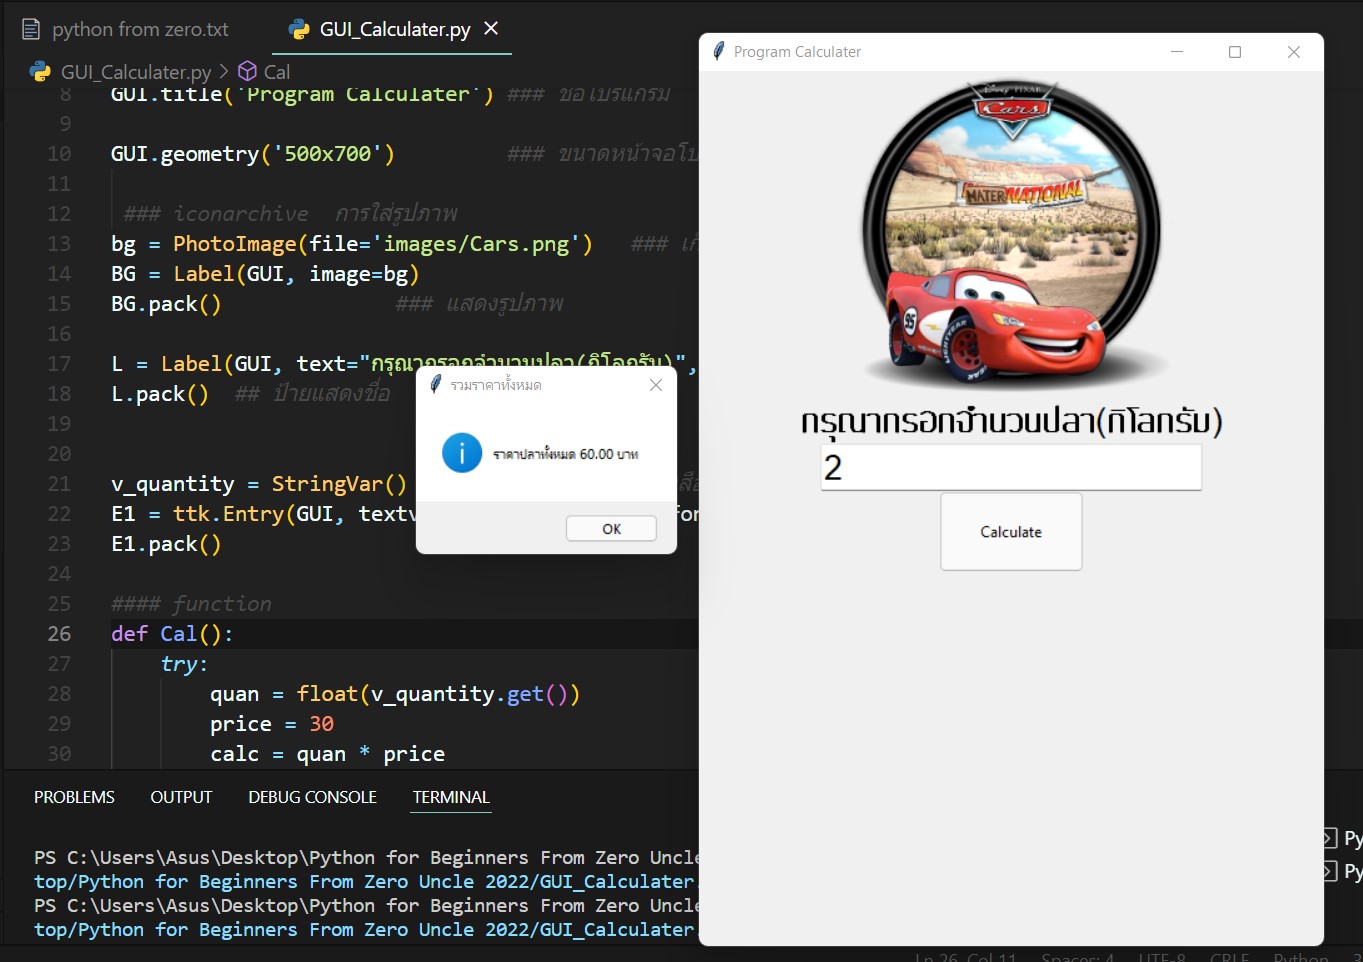 python from zero.txt
GUI_Calculater.py
GUI_Calculater.py > Cal
8 GUI.title('Program Calculater') ### ชื่อโปรแกรม
9
10 GUI.geometry('500x700') ### ขนาดหน้าจอ
11
12 ### iconarchive การใส่รูปภาพ
13 bg = PhotoImage(file='images/Cars.png') ###
14 BG = Label(GUI, image=bg)
15 BG.pack() ### แสดงรูปภาพ
16
17 L = Label(GUI, text="กรุณากรอกจำนวนปลา(กิโลกรัม)",
18 L.pack() ## ป้ายแสดงชื่อ
19
20
21 v_quantity = StringVar()
22 E1 = ttk.Entry(GUI, textv
23 E1.pack()
24
25 #### function
26 def Cal():
27 try:
28 quan = float(v_quantity.get())
29 price = 30
30 calc = quan * price
PROBLEMS OUTPUT DEBUG CONSOLE TERMINAL
PS C:\Users\Asus\Desktop\Python for Beginners From Zero Uncle
top/Python for Beginners From Zero Uncle 2022/GUI_Calculater.
PS C:\Users\Asus\Desktop\Python for Beginners From Zero Uncle
top/Python for Beginners From Zero Uncle 2022/GUI_Calculater.
รวมราคาทั้งหมด
ราคาปลาทั้งหมด 60.00 บาท
OK
Program Calculater
Disney PIXAR
Cars
MATER NATIONAL
95
กรุณากรอกจำนวนปลา(กิโลกรัม)
2
Calculate
Py
Py
Ln 26, Col 11 Spaces: 4 UTF-8 CRLF Python